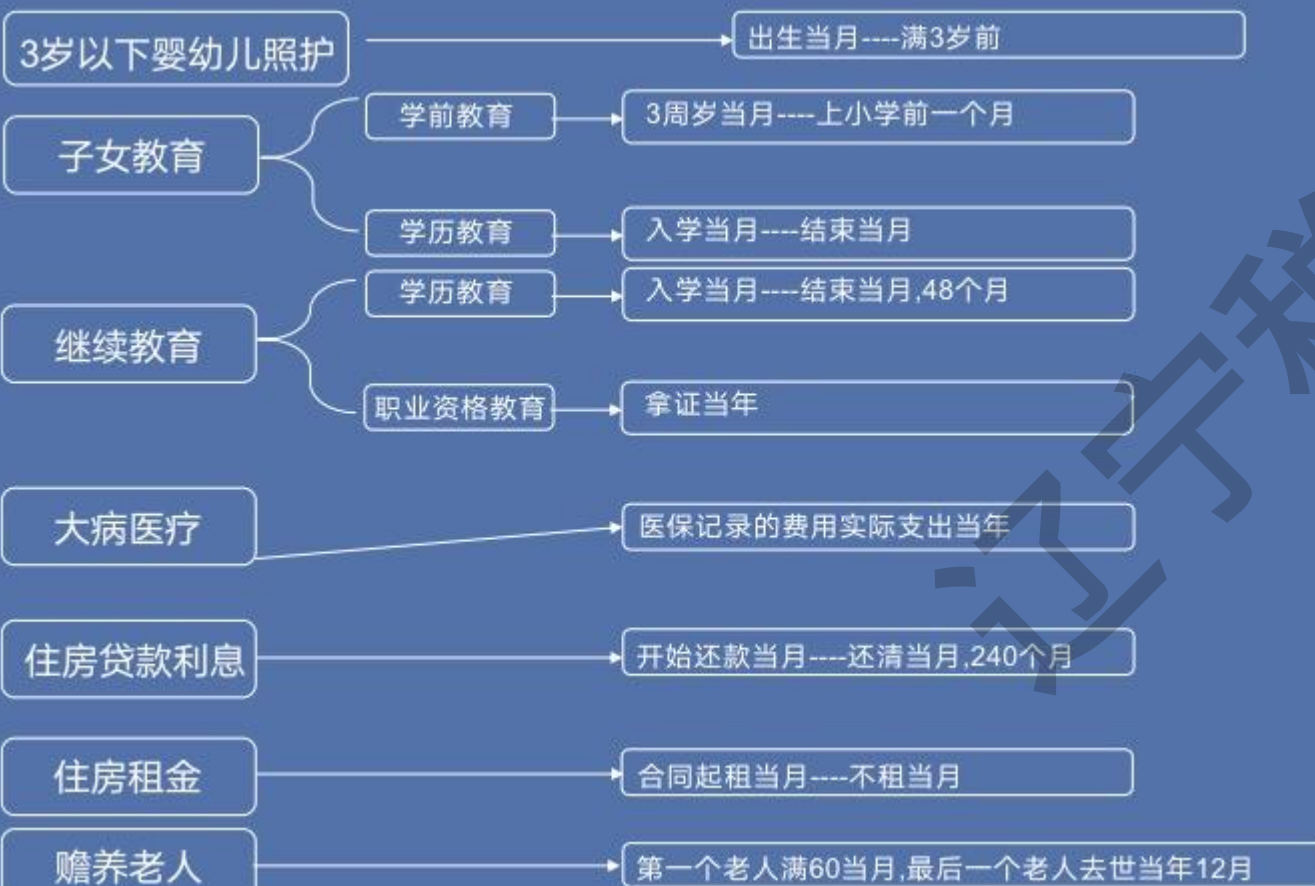 3岁以下婴幼儿照护
出生当月----满3岁前
子女教育
学前教育
3周岁当月----上小学前一个月
学历教育
入学当月----结束当月
继续教育
学历教育
入学当月----结束当月,48个月
职业资格教育
拿证当年
大病医疗
医保记录的费用实际支出当年
住房贷款利息
开始还款当月----还清当月,240个月
住房租金
合同起租当月----不租当月
赡养老人
第一个老人满60当月,最后一个老人去世当年12月
辽宁